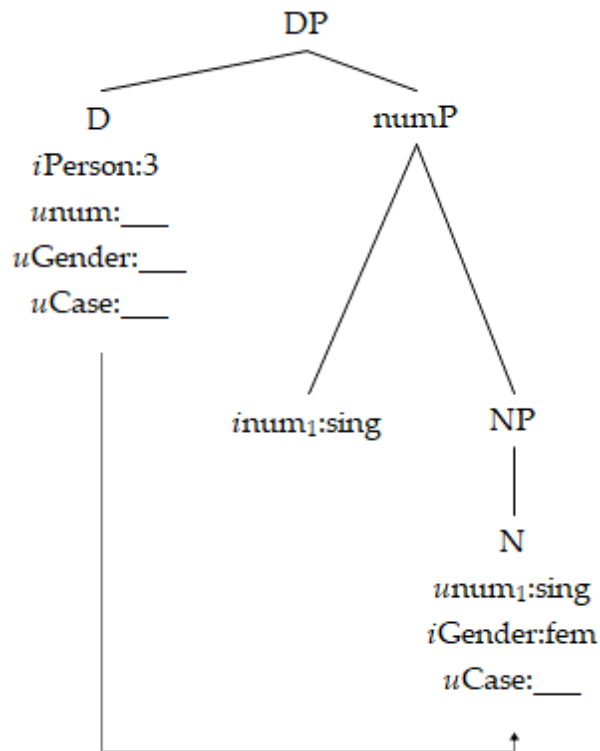 DP
D
numP
iPerson:3
unum:___
uGender:___
uCase:___
inum₁:sing
NP
N
unum₁:sing
iGender:fem
uCase:___